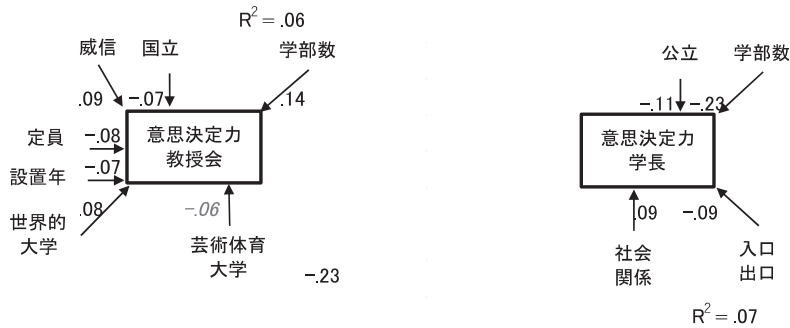 R² = .06
威信
国立
学部数
.09
−.07
.14
定員
−.08
意思決定力
教授会
設置年
−.07
世界的
大学
.08
−.06
芸術体育
大学
−.23
公立
学部数
−.11
−.23
意思決定力
学長
.09
−.09
社会
関係
入口
出口
R² = .07